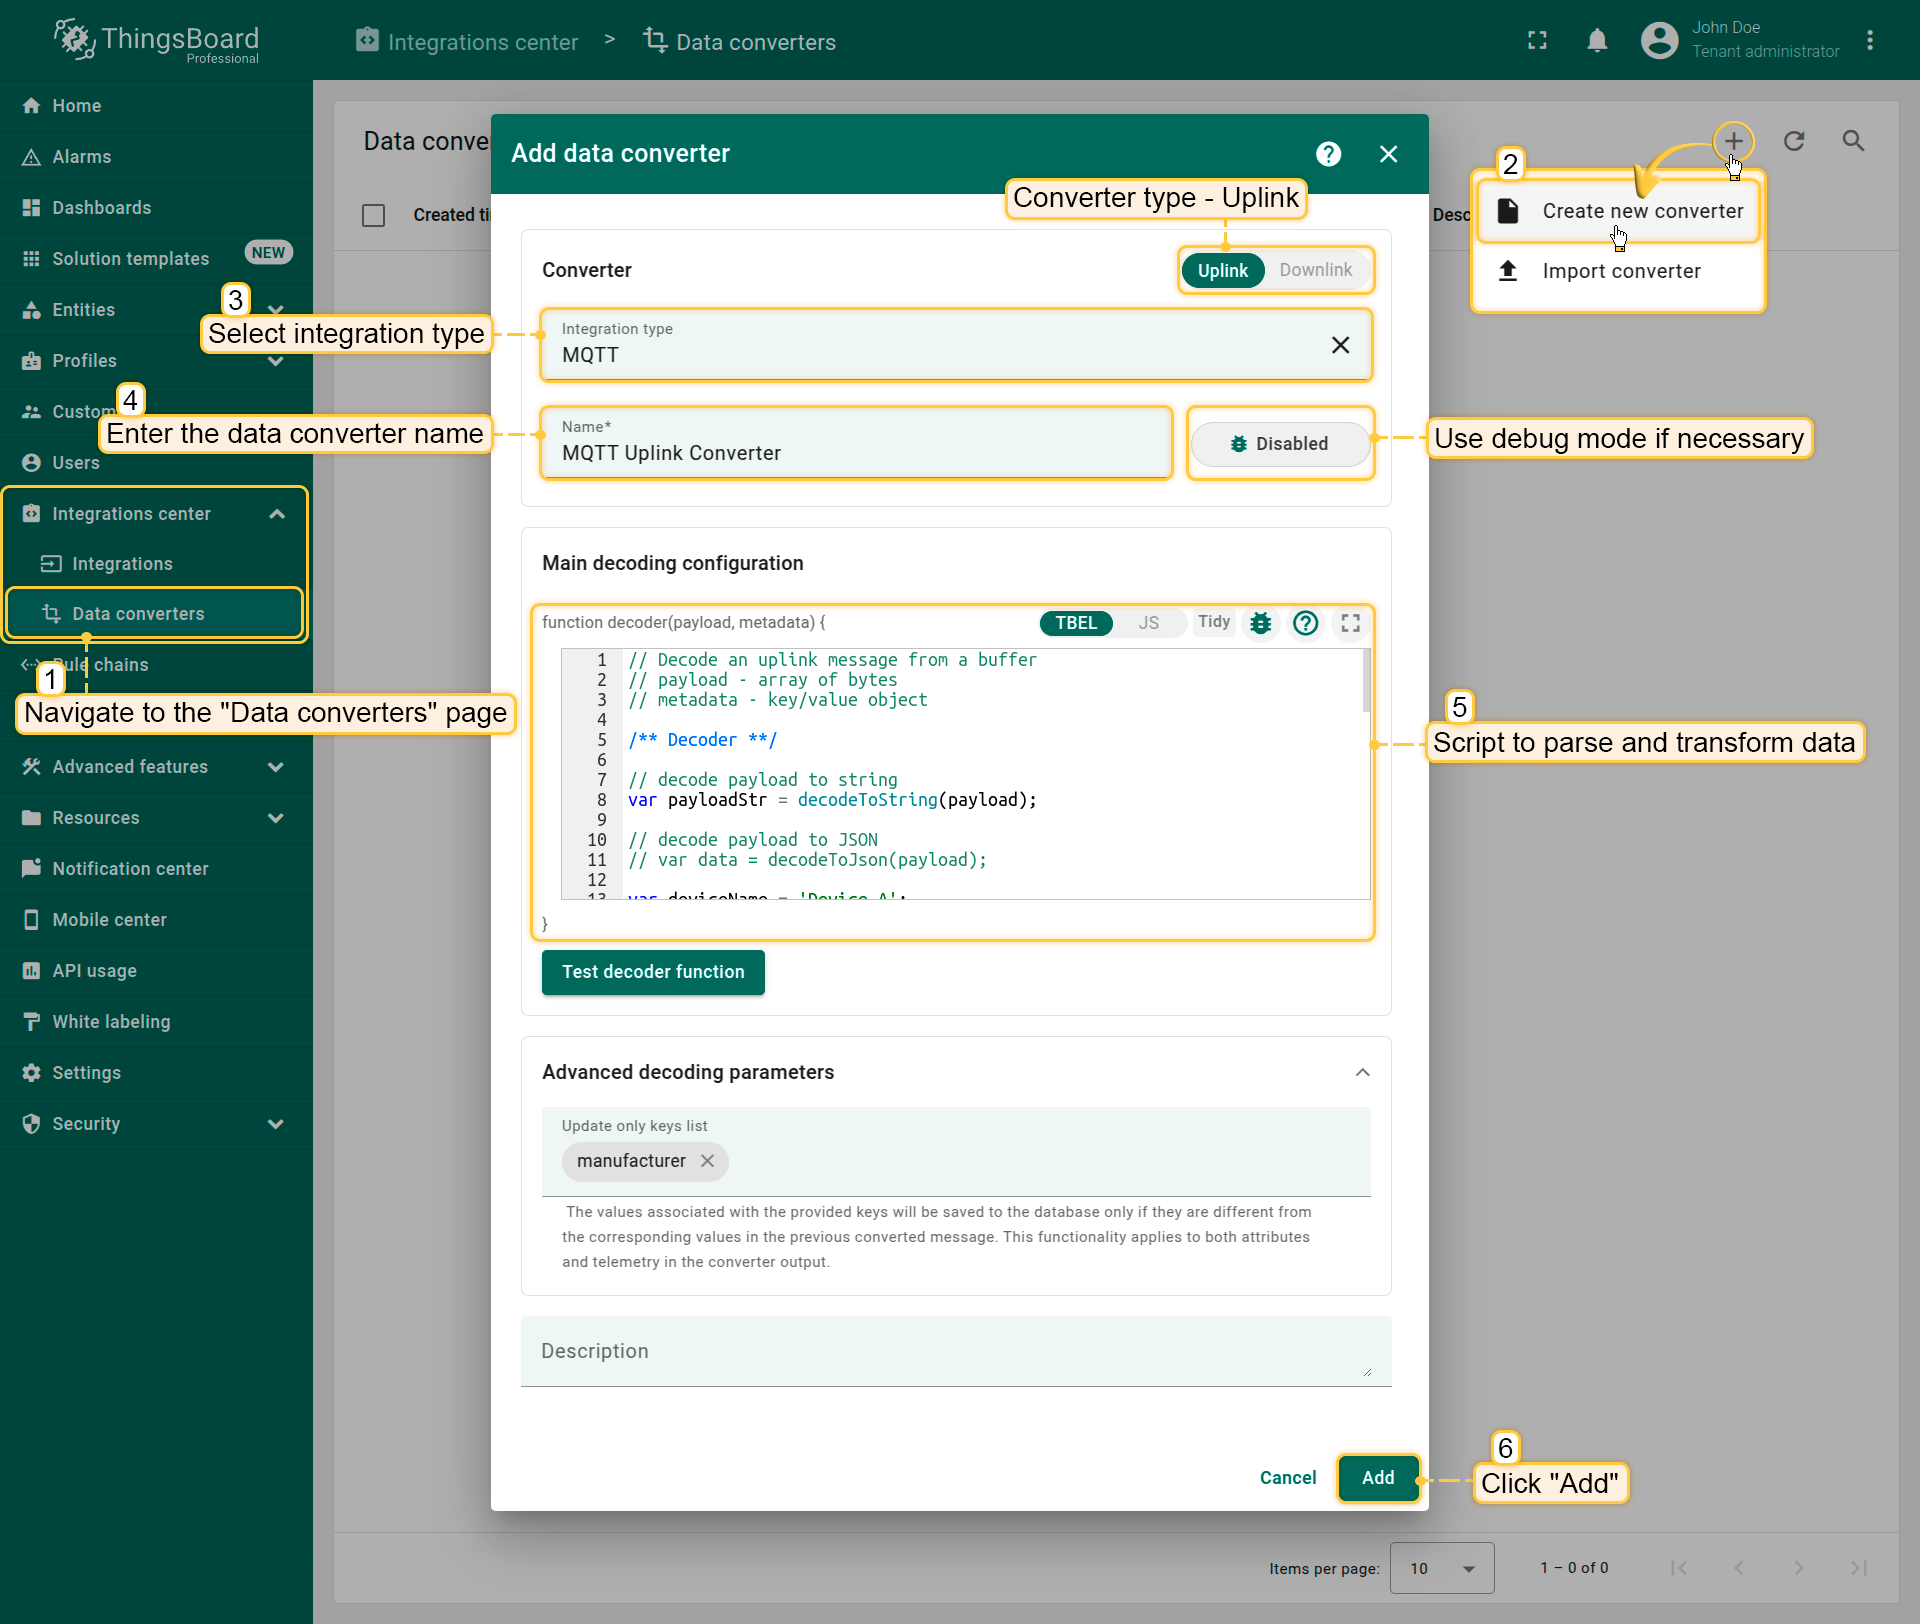 ThingsBoard
Professional
Integrations center > Data converters
John Doe
Tenant administrator
Home
Alarms
Dashboards
Solution templates NEW
Entities
Profiles
Custom
Users
Integrations center
Integrations
Data converters
Rule chains
Advanced features
Resources
Notification center
Mobile center
API usage
White labeling
Settings
Security
1
Navigate to the "Data converters" page
2
Create new converter
Import converter
3
Select integration type
4
Enter the data converter name
Data conve
Created ti
Desc
Add data converter
Converter type - Uplink
Converter
Uplink Downlink
Integration type
MQTT
Name*
MQTT Uplink Converter
Disabled
Use debug mode if necessary
Main decoding configuration
function decoder(payload, metadata) {
TBEL JS Tidy
1 // Decode an uplink message from a buffer
2 // payload - array of bytes
3 // metadata - key/value object
4
5 /** Decoder **/
6
7 // decode payload to string
8 var payloadStr = decodeToString(payload);
9
10 // decode payload to JSON
11 // var data = decodeToJson(payload);
12
13 var deviceName = 'Device A';
}
5
Script to parse and transform data
Test decoder function
Advanced decoding parameters
Update only keys list
manufacturer
The values associated with the provided keys will be saved to the database only if they are different from
the corresponding values in the previous converted message. This functionality applies to both attributes
and telemetry in the converter output.
Description
Cancel Add
6
Click "Add"
Items per page: 10 1 – 0 of 0